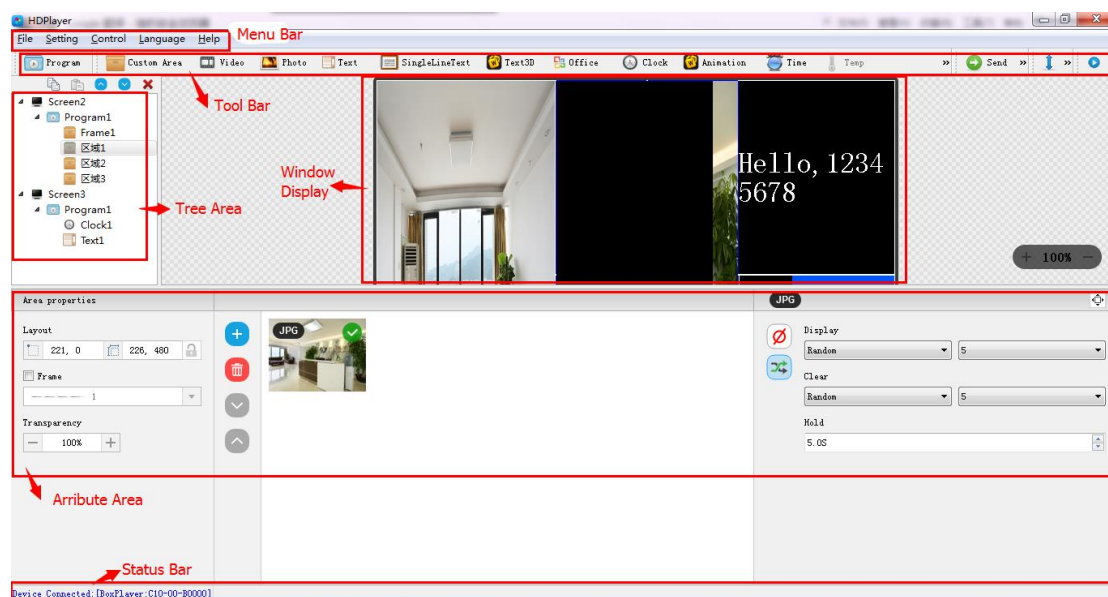 HDPlayer
File Setting Control Language Help
Menu Bar
Program Custom Area Video Photo Text SingleLineText Text3D Office Clock Animation Time Temp » Send » »
Tool Bar
Screen2
Program1
Frame1
区域1
区域2
区域3
Screen3
Program1
Clock1
Text1
Tree Area
Window
Display
Hello, 1234
5678
+ 100% −
Area properties
JPG
Layout
221, 0 226, 480
Frame
1
Transparency
— 100% +
JPG
Display
Random 5
Clear
Random 5
Hold
5.0S
Arribute Area
Status Bar
Device Connected:[BoxPlayer:C10-00-B0000]